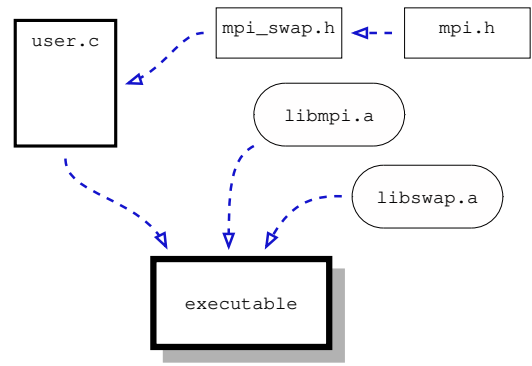 user.c
mpi_swap.h
mpi.h
libmpi.a
libswap.a
executable